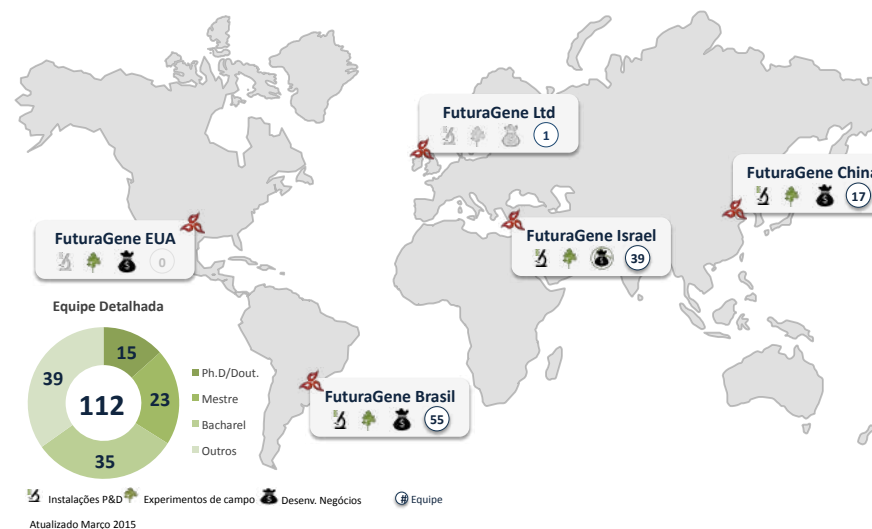 FuturaGene Ltd
1
FuturaGene China
17
FuturaGene EUA
0
FuturaGene Israel
39
Equipe Detalhada
15
23
35
39
112
Ph.D/Dout.
Mestre
Bacharel
Outros
FuturaGene Brasil
55
Instalações P&D Experimentos de campo Desenv. Negócios # Equipe
Atualizado Março 2015